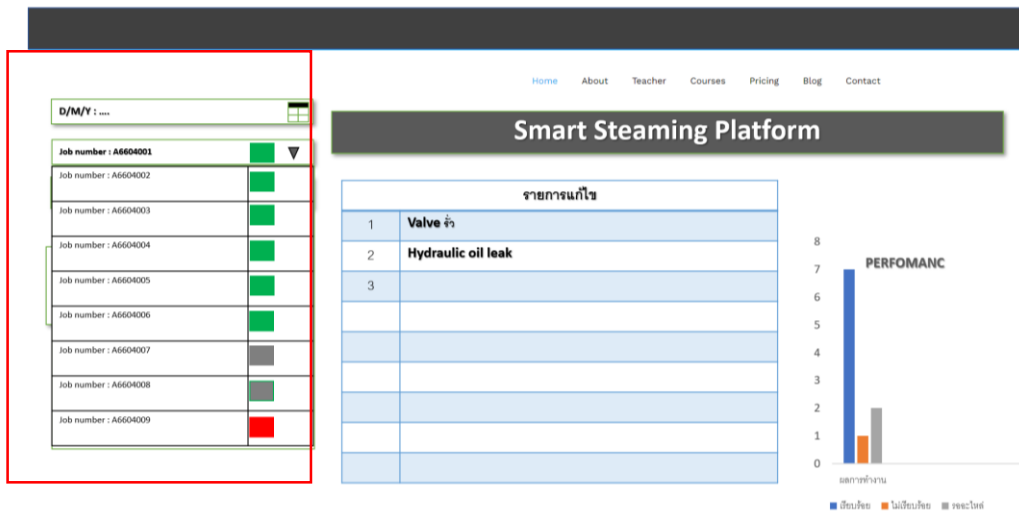 Home About Teacher Courses Pricing Blog Contact
D/M/Y : ....
Smart Steaming Platform
Job number : A6604001
Job number : A6604002
Job number : A6604003
Job number : A6604004
Job number : A6604005
Job number : A6604006
Job number : A6604007
Job number : A6604008
Job number : A6604009
รายการแก้ไข
1 Valve รั่ว
2 Hydraulic oil leak
3
PERFOMANC
8
7
6
5
4
3
2
1
0
ผลการทำงาน
เรียบร้อย ไม่เรียบร้อย รออะไหล่